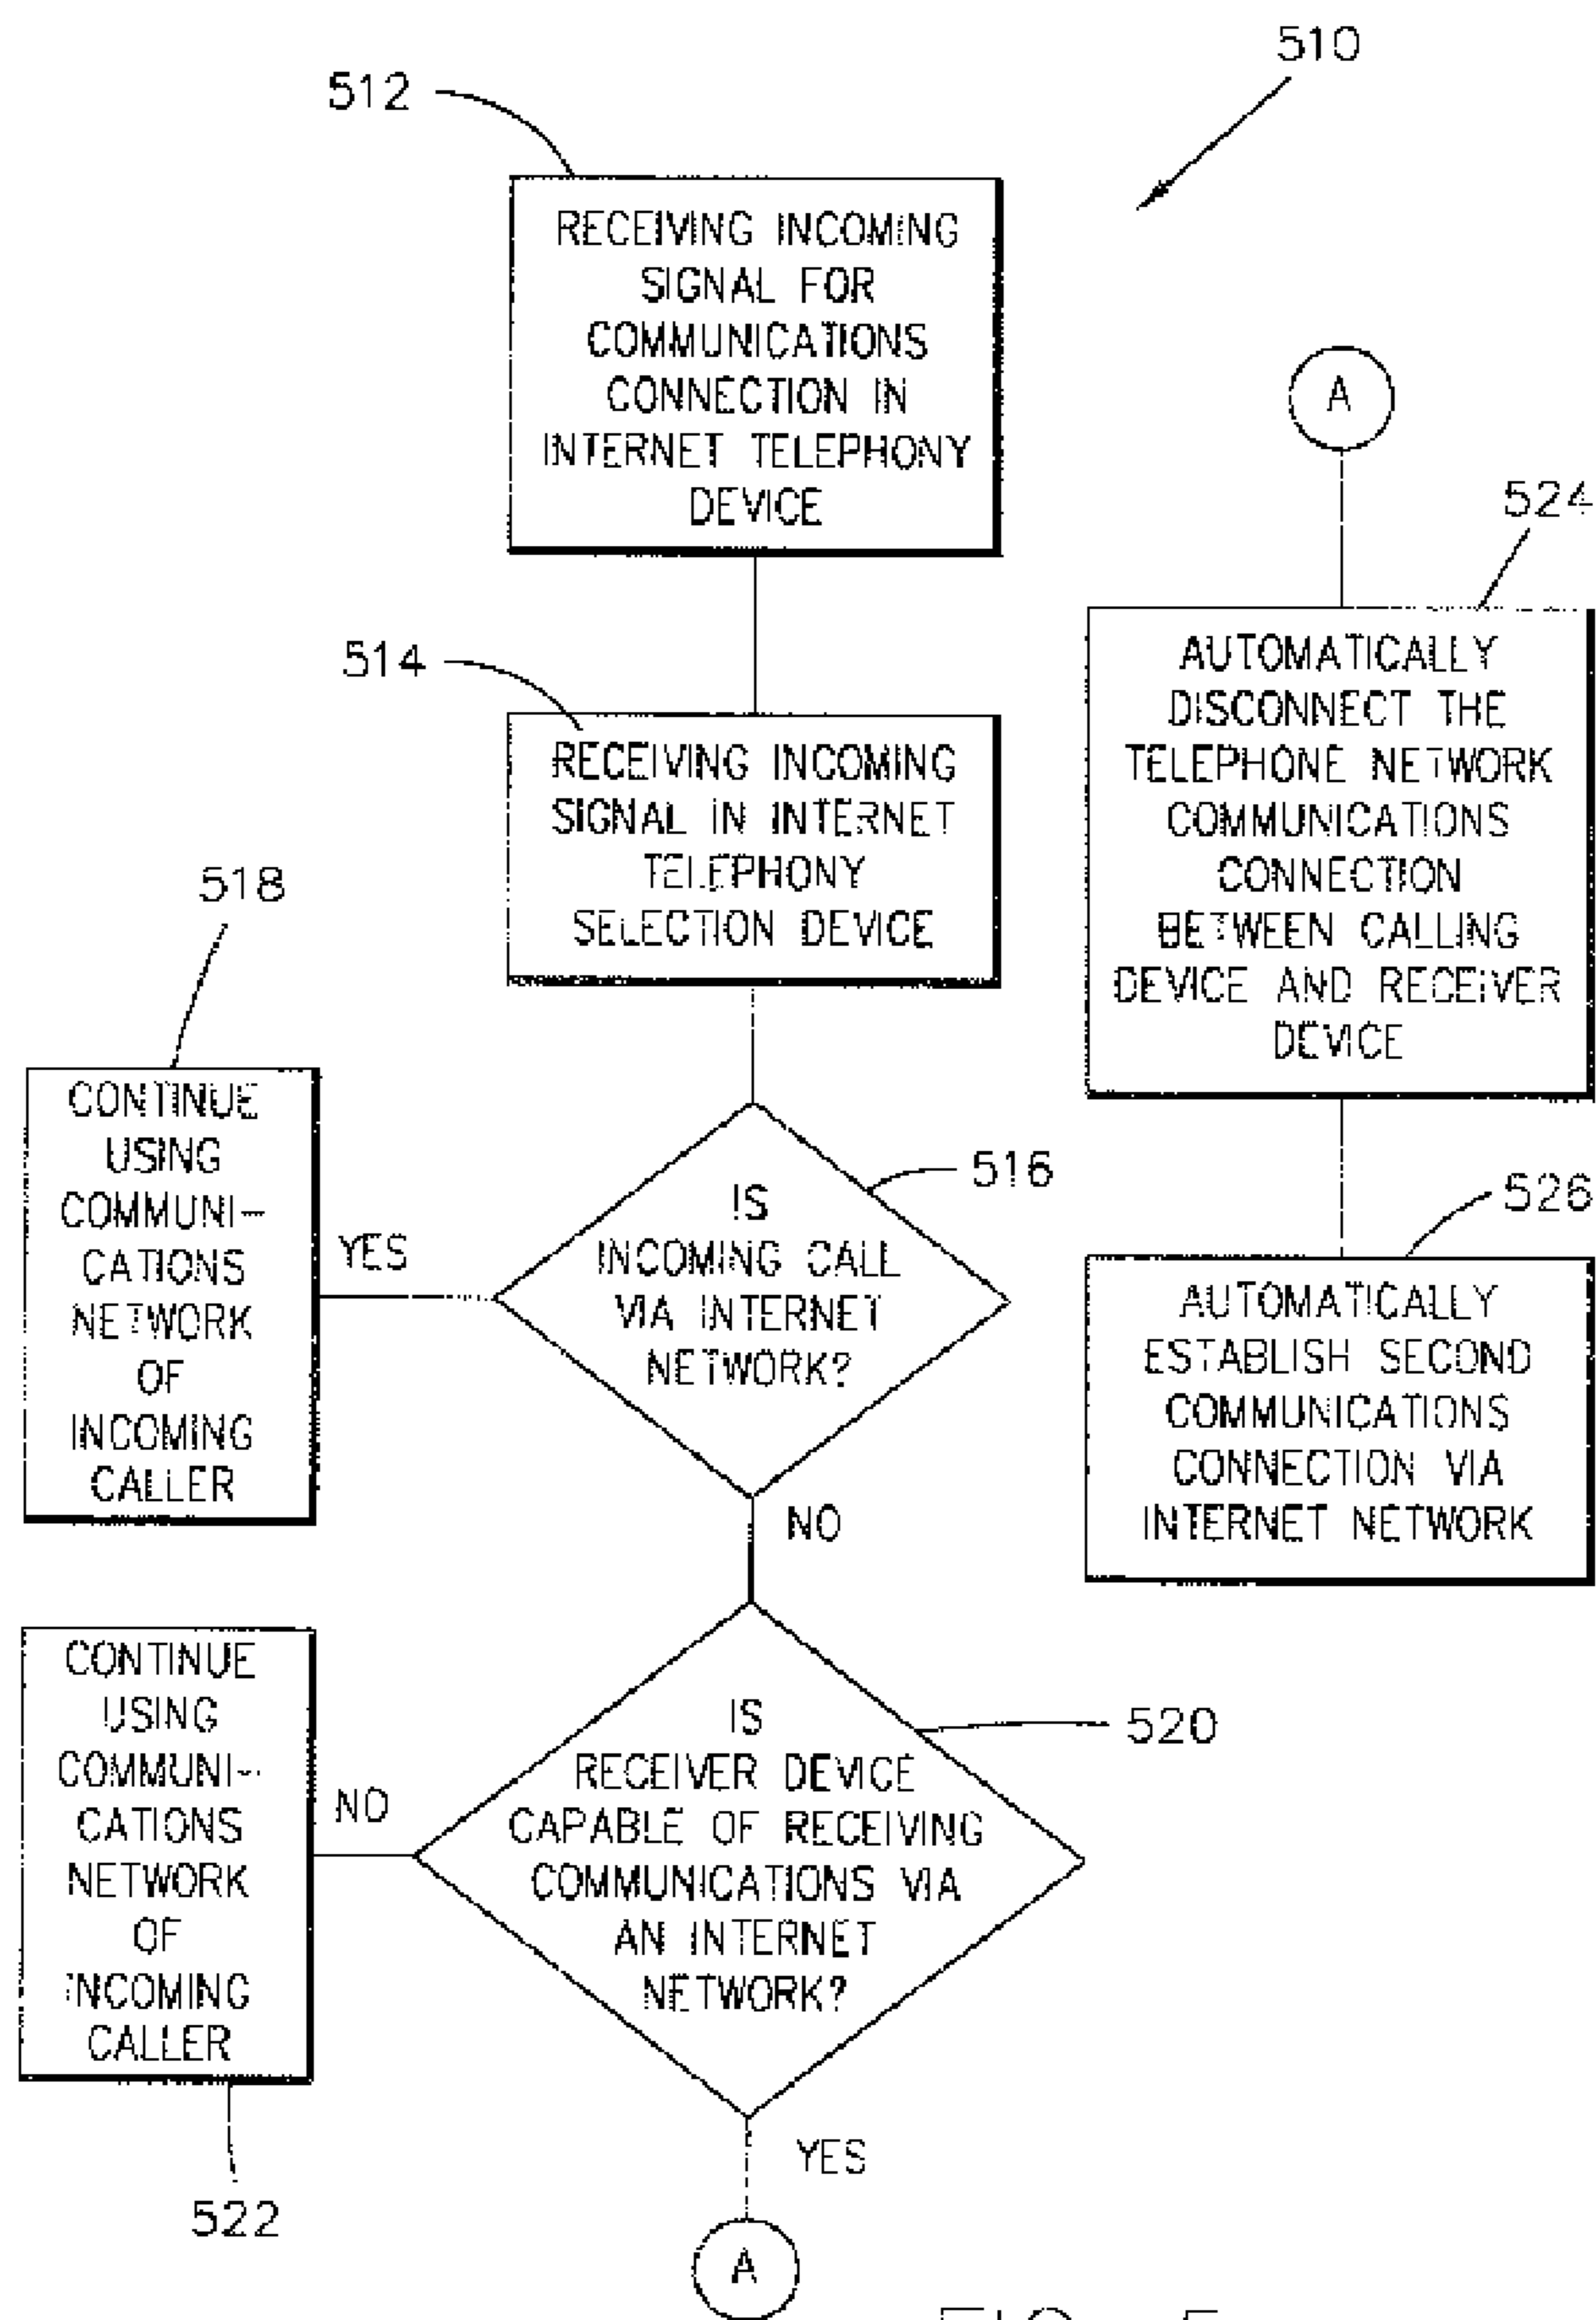 510
512
RECEIVING INCOMING
SIGNAL FOR
COMMUNICATIONS
CONNECTION IN
INTERNET TELEPHONY
DEVICE
514
RECEIVING INCOMING
SIGNAL IN INTERNET
TELEPHONY
SELECTION DEVICE
516
IS
INCOMING CALL
VIA INTERNET
NETWORK?
YES
518
CONTINUE
USING
COMMUNI-
CATIONS
NETWORK
OF
INCOMING
CALLER
NO
520
IS
RECEIVER DEVICE
CAPABLE OF RECEIVING
COMMUNICATIONS VIA
AN INTERNET
NETWORK?
NO
CONTINUE
USING
COMMUNI-
CATIONS
NETWORK
OF
INCOMING
CALLER
522
YES
A
A
524
AUTOMATICALLY
DISCONNECT THE
TELEPHONE NETWORK
COMMUNICATIONS
CONNECTION
BETWEEN CALLING
DEVICE AND RECEIVER
DEVICE
526
AUTOMATICALLY
ESTABLISH SECOND
COMMUNICATIONS
CONNECTION VIA
INTERNET NETWORK